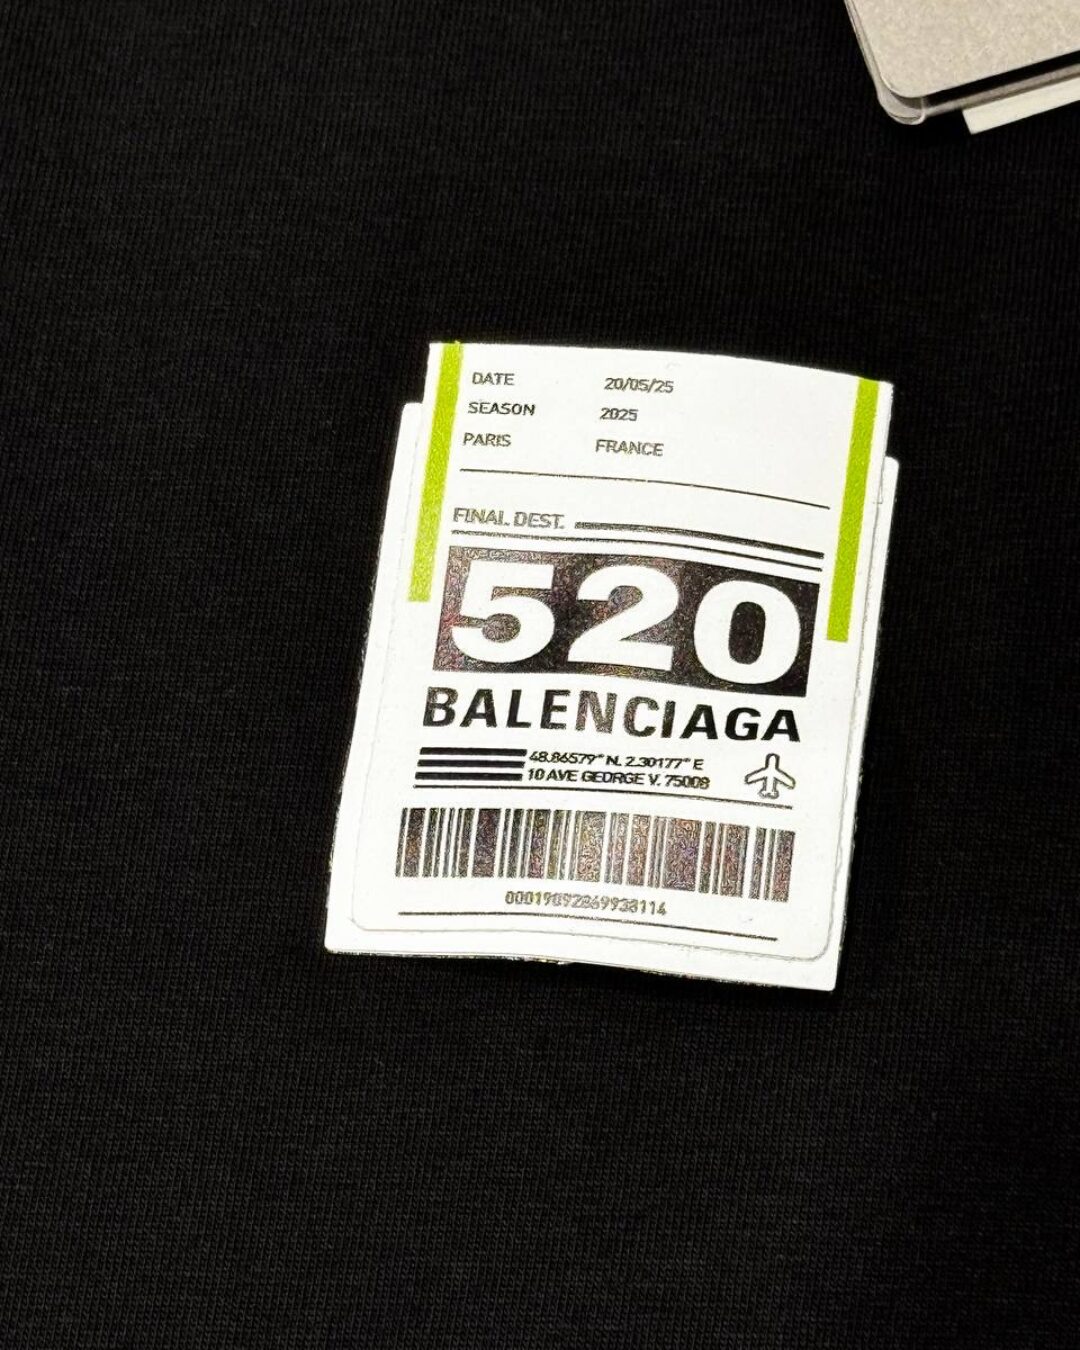 DATE 20/05/25
SEASON 2025
PARIS FRANCE
FINAL DEST.
520
BALENCIAGA
48.86579° N. 2.30177° E
10 AVE GEORGE V. 75008
00019092869938114